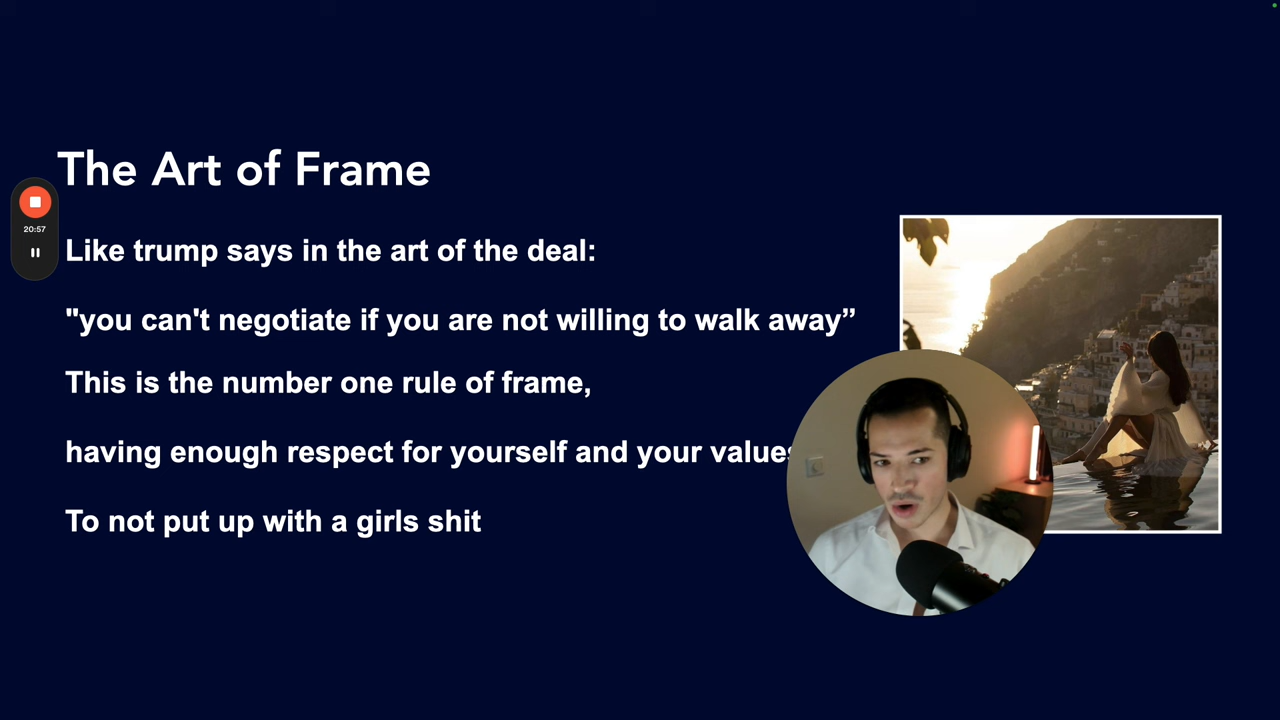 The Art of Frame
20:57
Like trump says in the art of the deal:
"you can't negotiate if you are not willing to walk away”
This is the number one rule of frame,
having enough respect for yourself and your values
To not put up with a girls shit